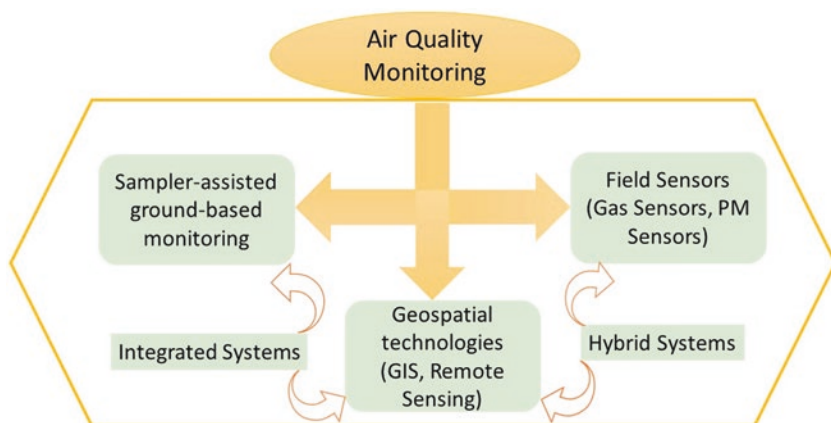 Air Quality
Monitoring
Sampler-assisted
ground-based
monitoring
Field Sensors
(Gas Sensors, PM
Sensors)
Geospatial
technologies
(GIS, Remote
Sensing)
Integrated Systems
Hybrid Systems